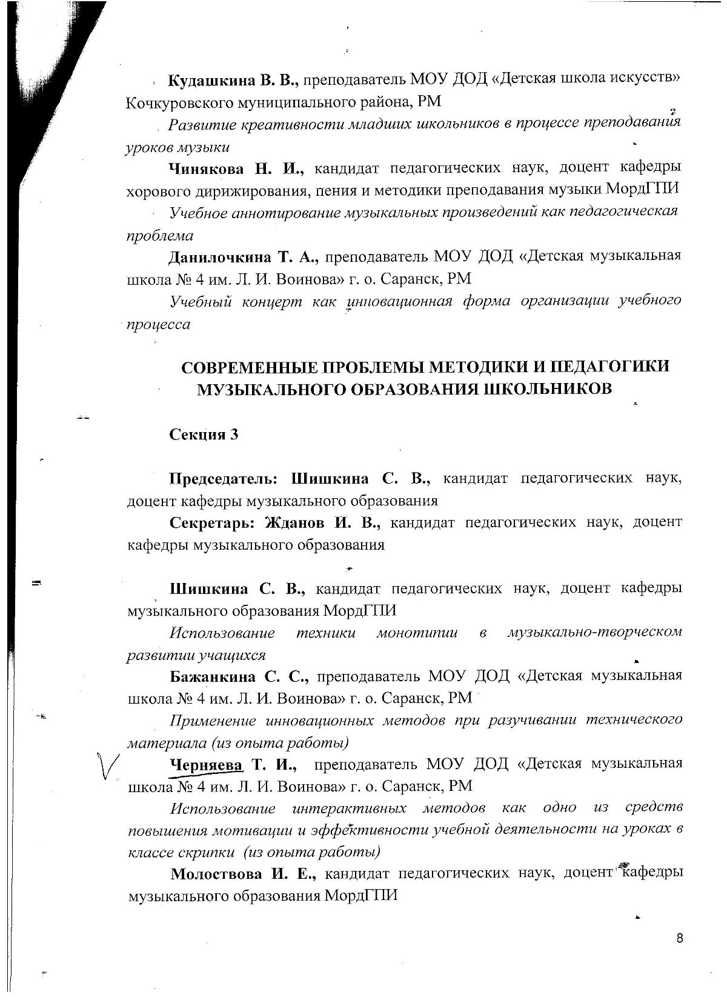 Кудашкина В. В., преподаватель МОУ ДОД «Детская школа искусств»
Кочкуровского муниципального района, РМ
Развитие креативности младших школьников в процессе преподавания
уроков музыки
Чинякова Н. И., кандидат педагогических наук, доцент кафедры
хорового дирижирования, пения и методики преподавания музыки МордГПИ
Учебное аннотирование музыкальных произведений как педагогическая
проблема
Данилочкина Т. А., преподаватель МОУ ДОД «Детская музыкальная
школа № 4 им. Л. И. Воинова» г. о. Саранск, РМ
Учебный концерт как инновационная форма организации учебного
процесса
СОВРЕМЕННЫЕ ПРОБЛЕМЫ МЕТОДИКИ И ПЕДАГОГИКИ
МУЗЫКАЛЬНОГО ОБРАЗОВАНИЯ ШКОЛЬНИКОВ
Секция 3
Председатель: Шишкина С. В., кандидат педагогических наук,
доцент кафедры музыкального образования
Секретарь: Жданов И. В., кандидат педагогических наук, доцент
кафедры музыкального образования
Шишкина С. В., кандидат педагогических наук, доцент кафедры
музыкального образования МордГПИ
Использование техники монотипии в музыкально-творческом
развитии учащихся
Бажанкина С. С., преподаватель МОУ ДОД «Детская музыкальная
школа № 4 им. Л. И. Воинова» г. о. Саранск, РМ
Применение инновационных методов при разучивании технического
материала (из опыта работы)
Черняева Т. И., преподаватель МОУ ДОД «Детская музыкальная
школа № 4 им. Л. И. Воинова» г. о. Саранск, РМ
Использование интерактивных методов как одно из средств
повышения мотивации и эффективности учебной деятельности на уроках в
классе скрипки (из опыта работы)
Молоствова И. Е., кандидат педагогических наук, доцент кафедры
музыкального образования МордГПИ
8